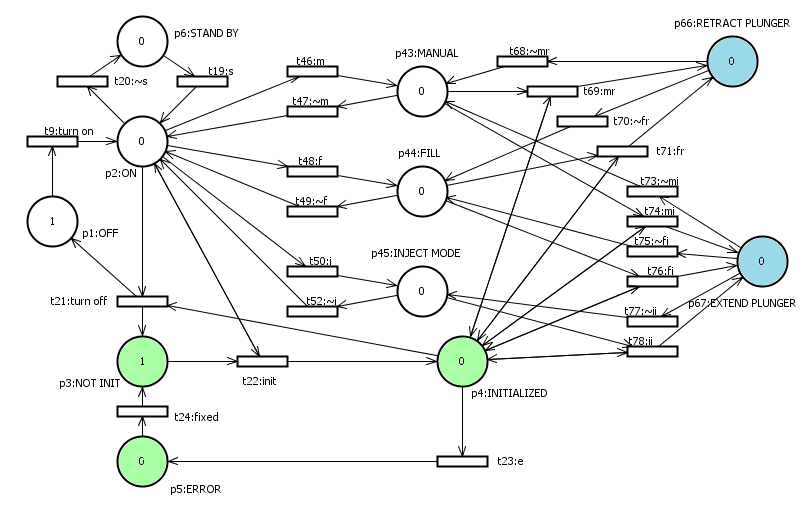 p6:STAND BY
0
t20:~s
t19:s
t46:m
p43:MANUAL
0
t47:~m
t68:~mr
p66:RETRACT PLUNGER
0
t69:mr
t70:~fr
t71:fr
t9:turn on
0
p2:ON
t48:f
p44:FILL
0
t49:~f
t73:~mi
t74:mi
1
p1:OFF
t50:i
p45:INJECT MODE
0
t52:~i
t75:~fi
t76:fi
0
p67:EXTEND PLUNGER
t77:~ii
t78:ii
t21:turn off
1
p3:NOT INIT
t22:init
0
p4:INITIALIZED
t24:fixed
0
p5:ERROR
t23:e